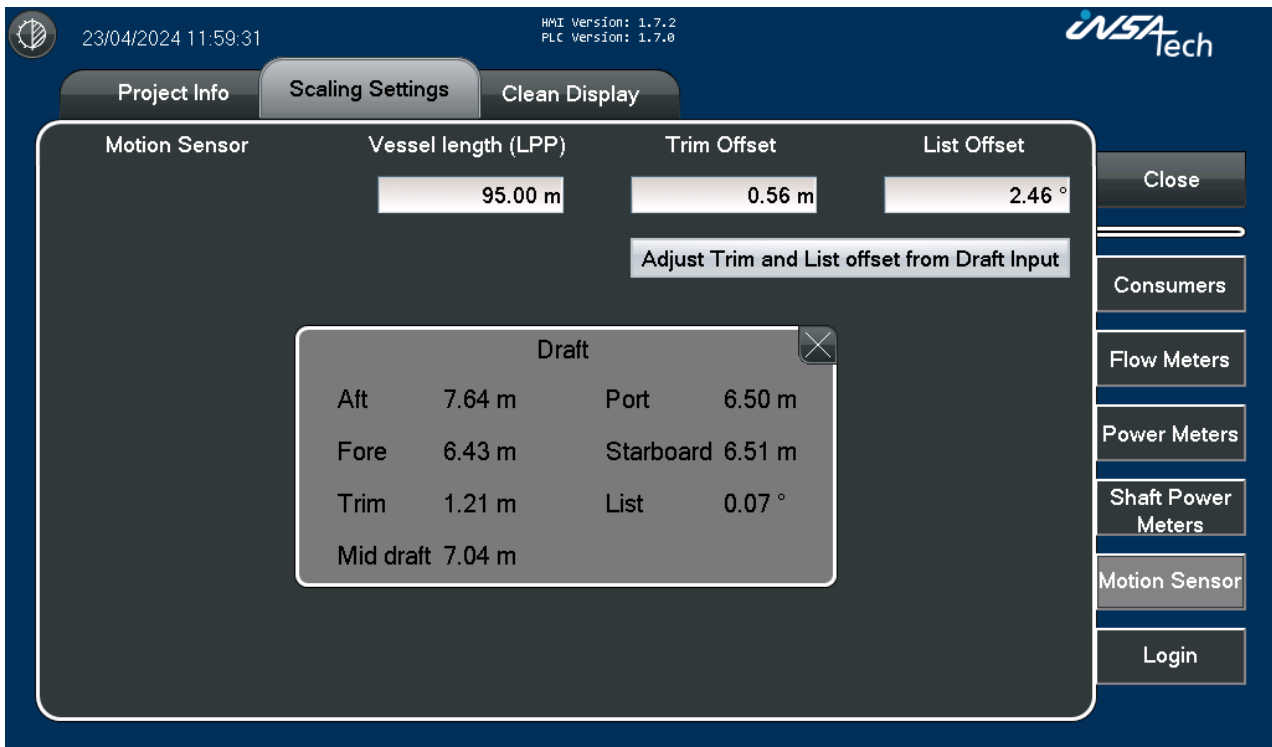 23/04/2024 11:59:31
HMI Version: 1.7.2
PLC Version: 1.7.0
iNSATech
Project Info
Scaling Settings
Clean Display
Motion Sensor
Vessel length (LPP)
Trim Offset
List Offset
95.00 m
0.56 m
2.46 °
Adjust Trim and List offset from Draft Input
Draft
Aft 7.64 m Port 6.50 m
Fore 6.43 m Starboard 6.51 m
Trim 1.21 m List 0.07 °
Mid draft 7.04 m
Close
Consumers
Flow Meters
Power Meters
Shaft Power
Meters
Motion Sensor
Login